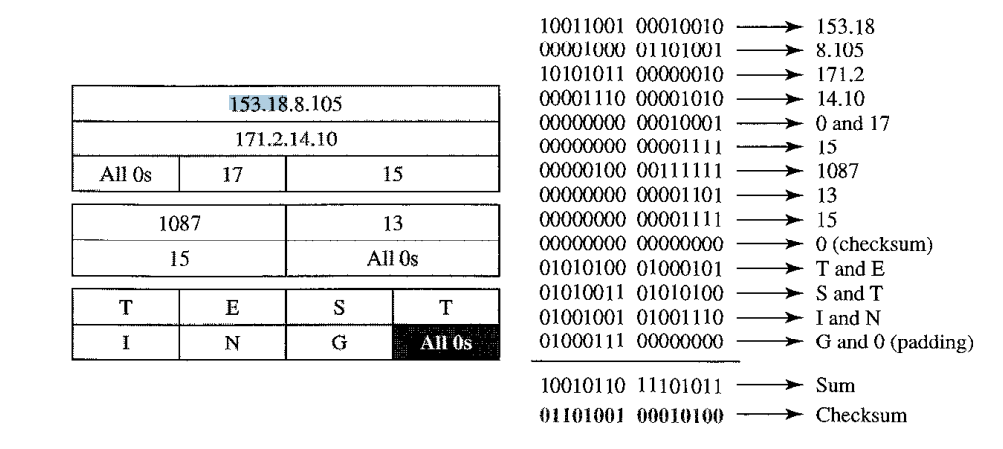 153.18.8.105
171.2.14.10
All 0s 17 15
1087 13
15 All 0s
T E S T
I N G All 0s
10011001 00010010 → 153.18
00001000 01101001 → 8.105
10101011 00000010 → 171.2
00001110 00001010 → 14.10
00000000 00010001 → 0 and 17
00000000 00001111 → 15
00000100 00111111 → 1087
00000000 00001101 → 13
00000000 00001111 → 15
00000000 00000000 → 0 (checksum)
01010100 01000101 → T and E
01010011 01010100 → S and T
01001001 01001110 → I and N
01000111 00000000 → G and 0 (padding)
10010110 11101011 → Sum
01101001 00010100 → Checksum